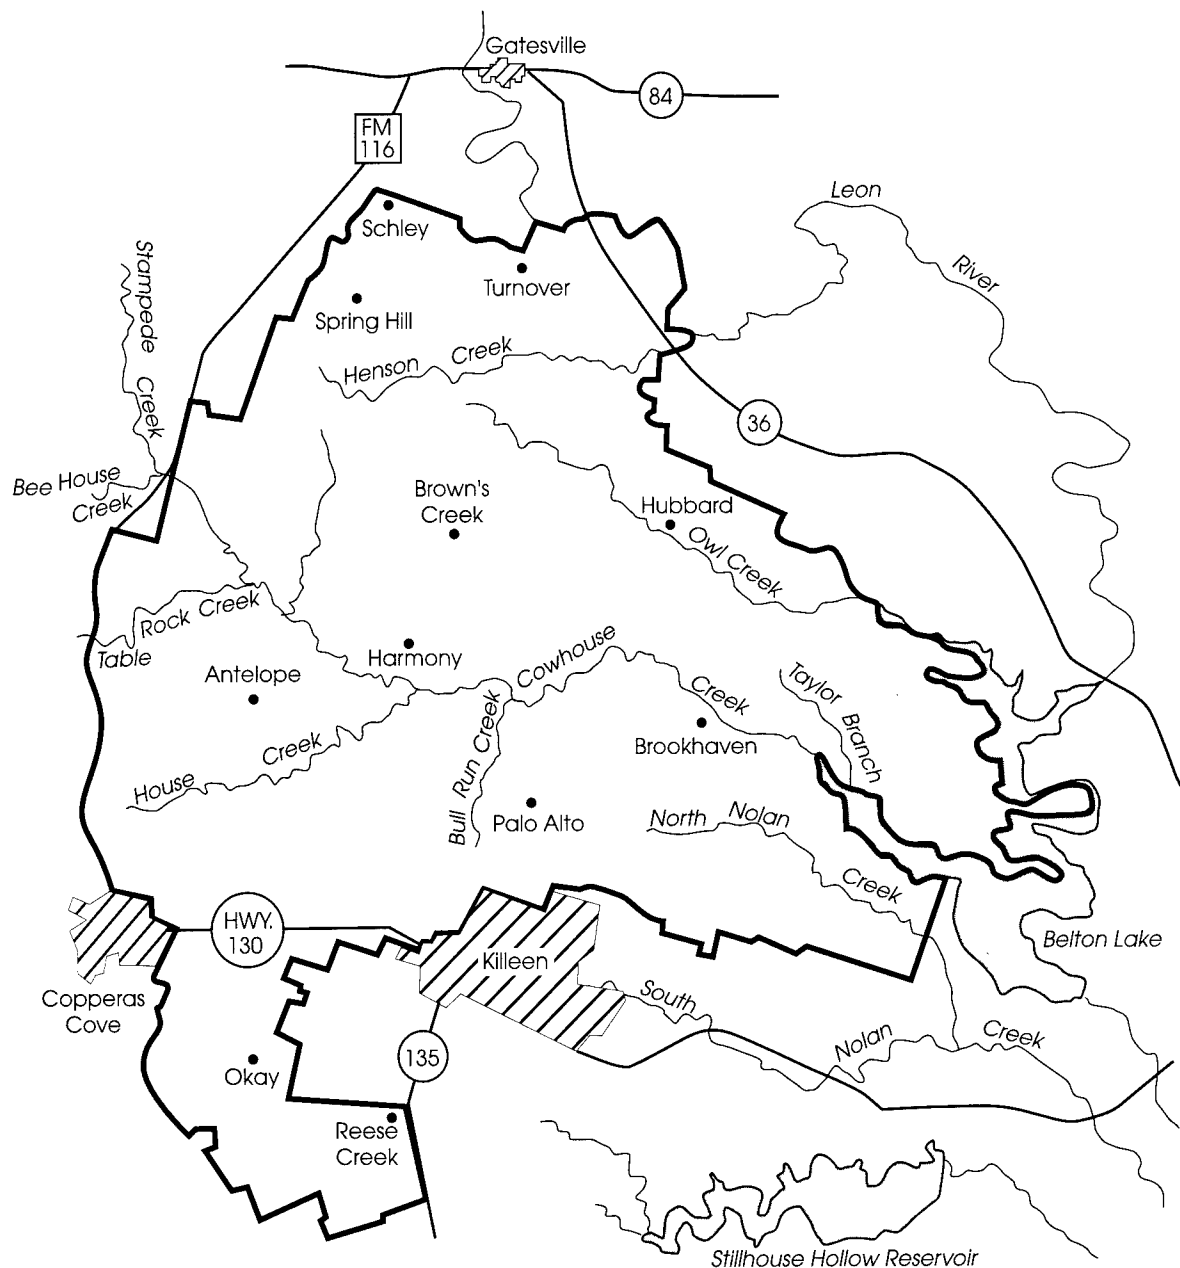 Gatesville
84
FM
116
Leon
River
Schley
Turnover
Spring Hill
Stampede Creek
Henson Creek
36
Bee House
Creek
Brown's
Creek
Hubbard
Owl Creek
Table Rock Creek
Harmony
Antelope
Cowhouse Creek
Taylor Branch
Brookhaven
House Creek
Bull Run Creek
Palo Alto
North Nolan Creek
HWY.
130
Killeen
Belton Lake
Copperas
Cove
South Nolan Creek
135
Okay
Reese
Creek
Stillhouse Hollow Reservoir